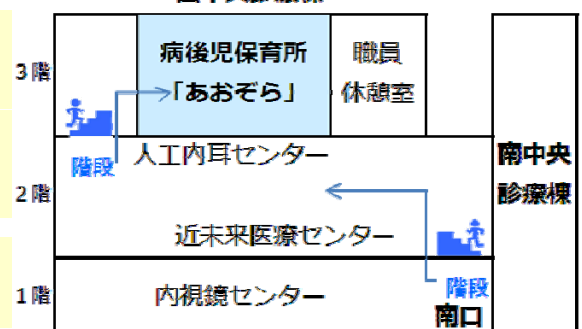 3階
病後児保育所
「あおぞら」
職員
休憩室
階段
人工内耳センター
2階
近未来医療センター
南中央
診療棟
1階
内視鏡センター
階段
南口